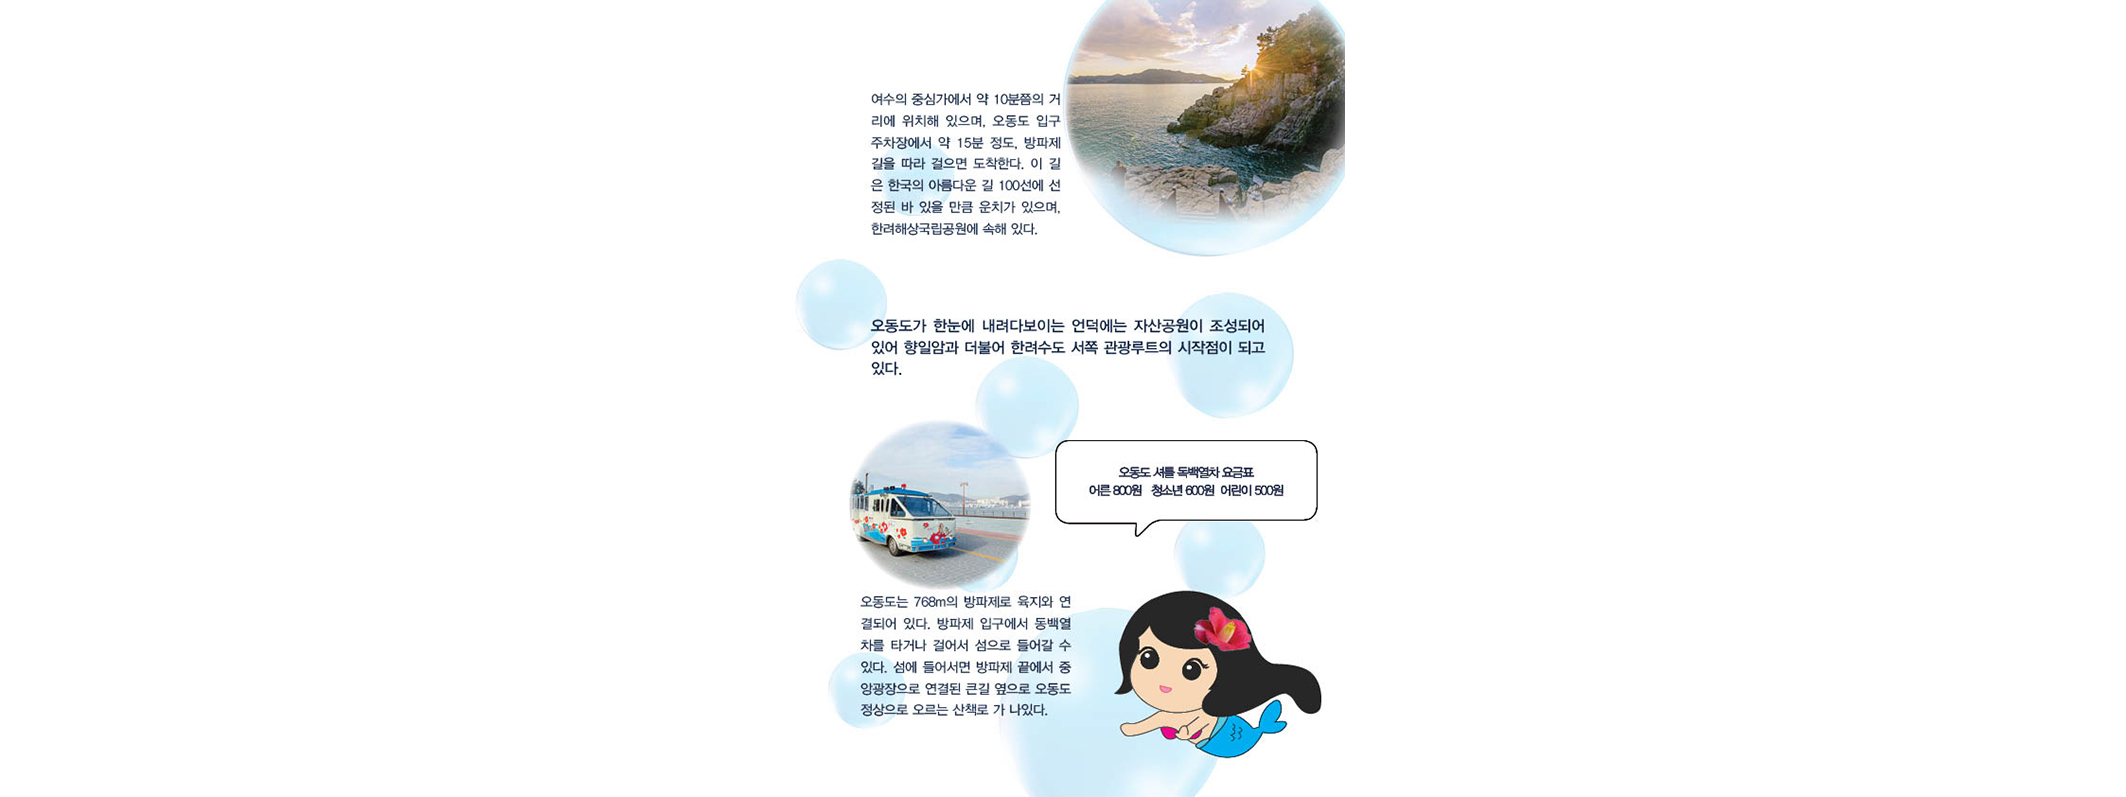 여수의 중심가에서 약 10분쯤의 거
리에 위치해 있으며, 오동도 입구
주차장에서 약 15분 정도, 방파제
길을 따라 걸으면 도착한다. 이 길
은 한국의 아름다운 길 100선에 선
정된 바 있을 만큼 운치가 있으며,
한려해상국립공원에 속해 있다.
오동도가 한눈에 내려다보이는 언덕에는 자산공원이 조성되어
있어 향일암과 더불어 한려수도 서쪽 관광루트의 시작점이 되고
있다.
오동도 셔틀 독백열차 요금표
어른 800원 청소년 600원 어린이 500원
오동도는 768m의 방파제로 육지와 연
결되어 있다. 방파제 입구에서 동백열
차를 타거나 걸어서 섬으로 들어갈 수
있다. 섬에 들어서면 방파제 끝에서 중
앙광장으로 연결된 큰길 옆으로 오동도
정상으로 오르는 산책로 가 나있다.